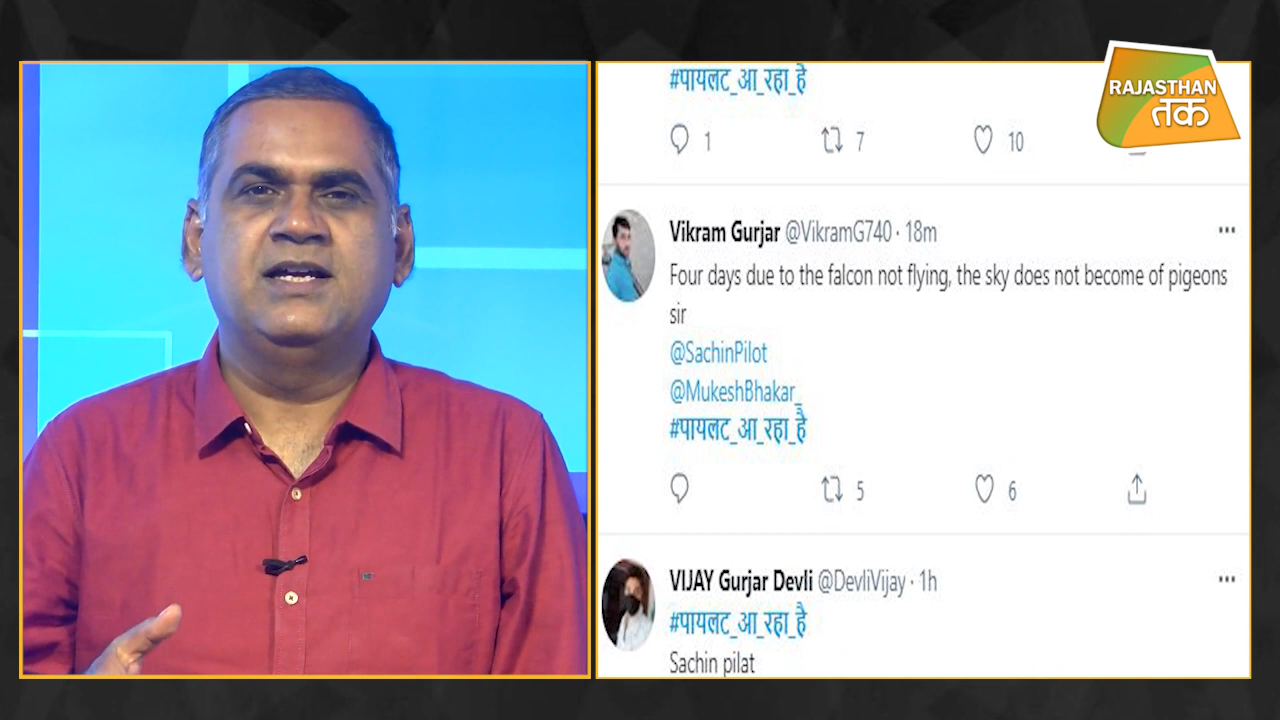 RAJASTHAN
तक
#पायलट_आ_रहा_है
1 7 10
Vikram Gurjar @VikramG740 · 18m
Four days due to the falcon not flying, the sky does not become of pigeons
sir
@SachinPilot
@MukeshBhakar_
#पायलट_आ_रहा_है
5 6
VIJAY Gurjar Devli @DevliVijay · 1h
#पायलट_आ_रहा_है
Sachin pilat